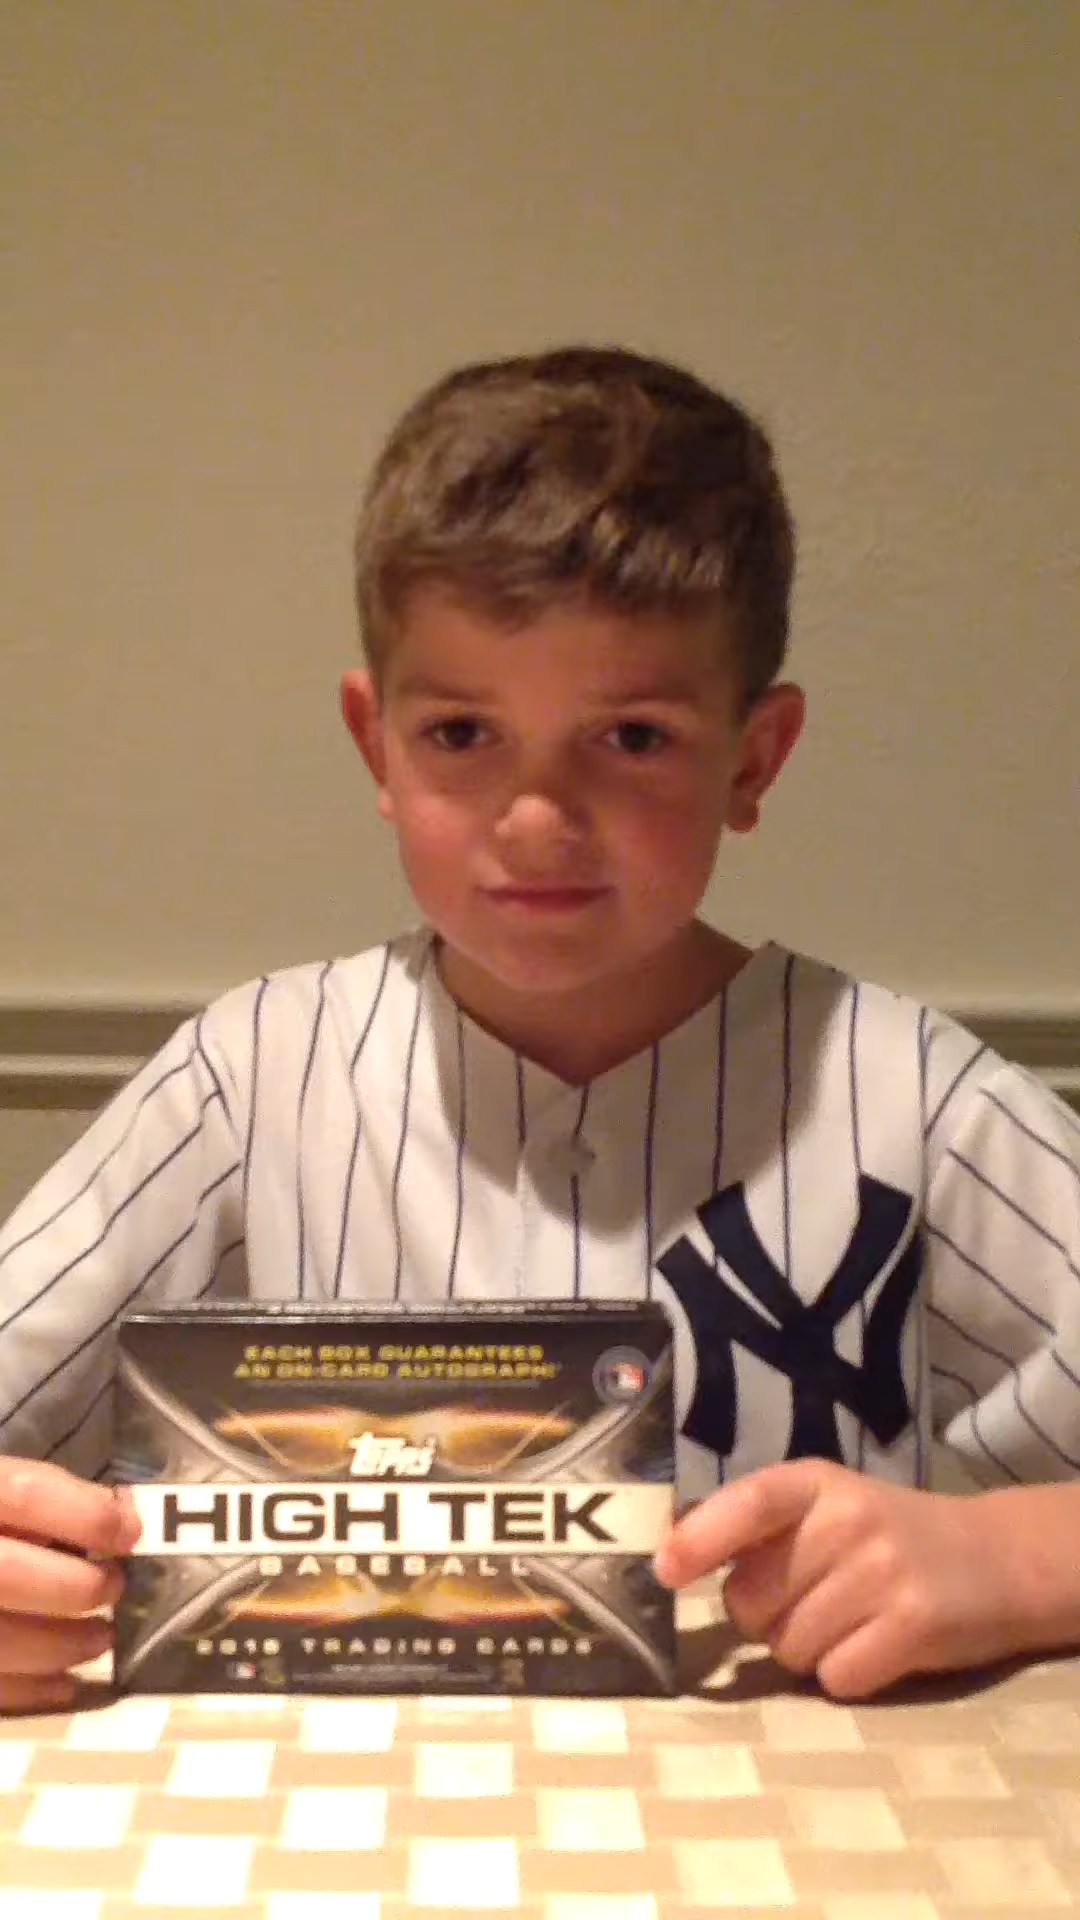 NY
EACH BOX GUARANTEES
AN ON-CARD AUTOGRAPH!
TOPPS
HIGH TEK
BASEBALL
TRADING CARDS